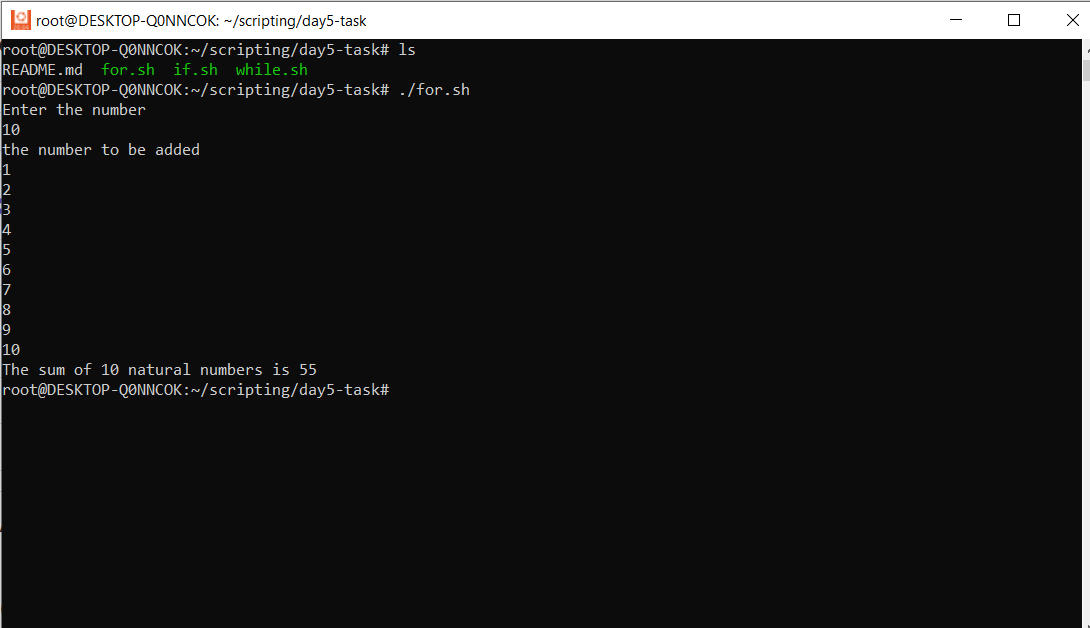 root@DESKTOP-Q0NNCOK: ~/scripting/day5-task
root@DESKTOP-Q0NNCOK:~/scripting/day5-task# ls
README.md  for.sh  if.sh  while.sh
root@DESKTOP-Q0NNCOK:~/scripting/day5-task# ./for.sh
Enter the number
10
the number to be added
1
2
3
4
5
6
7
8
9
10
The sum of 10 natural numbers is 55
root@DESKTOP-Q0NNCOK:~/scripting/day5-task#